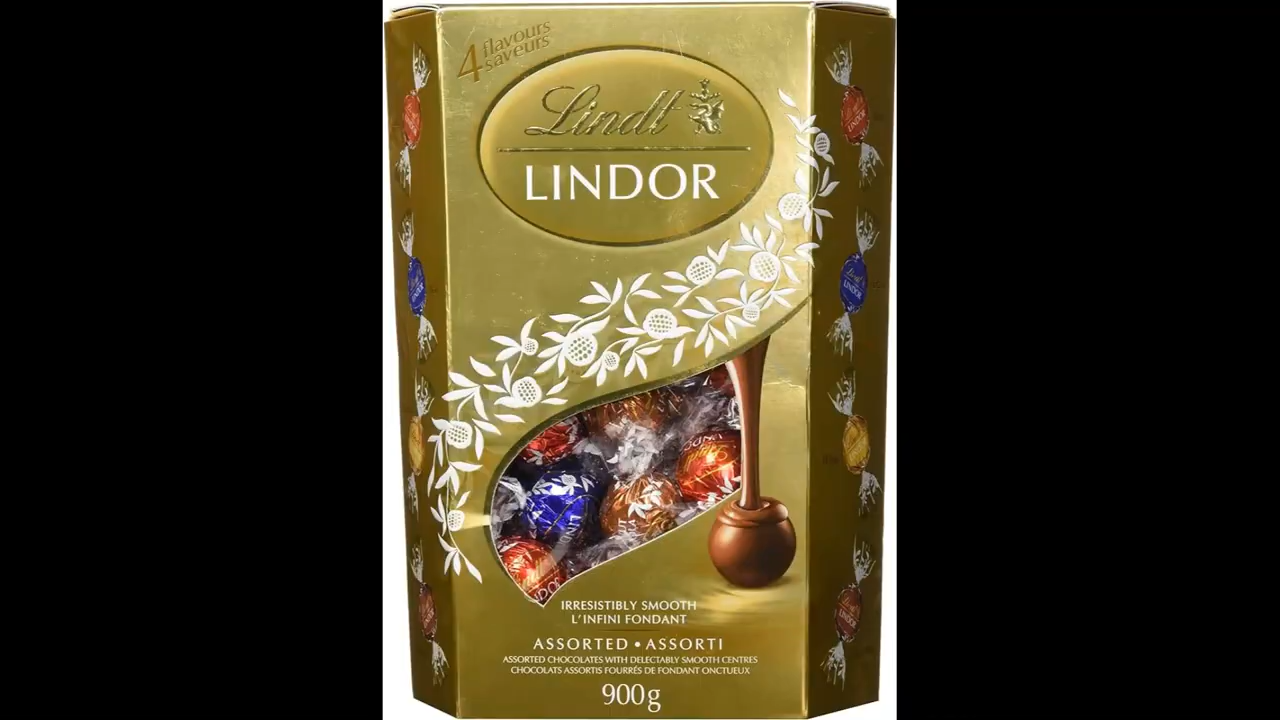 4 flavours
saveurs
Lindt
LINDOR
IRRESISTIBLY SMOOTH
L'INFINI FONDANT
ASSORTED • ASSORTI
ASSORTED CHOCOLATES WITH DELECTABLY SMOOTH CENTRES
CHOCOLATS ASSORTIS FOURRÉS DE FONDANT ONCTUEUX
900g